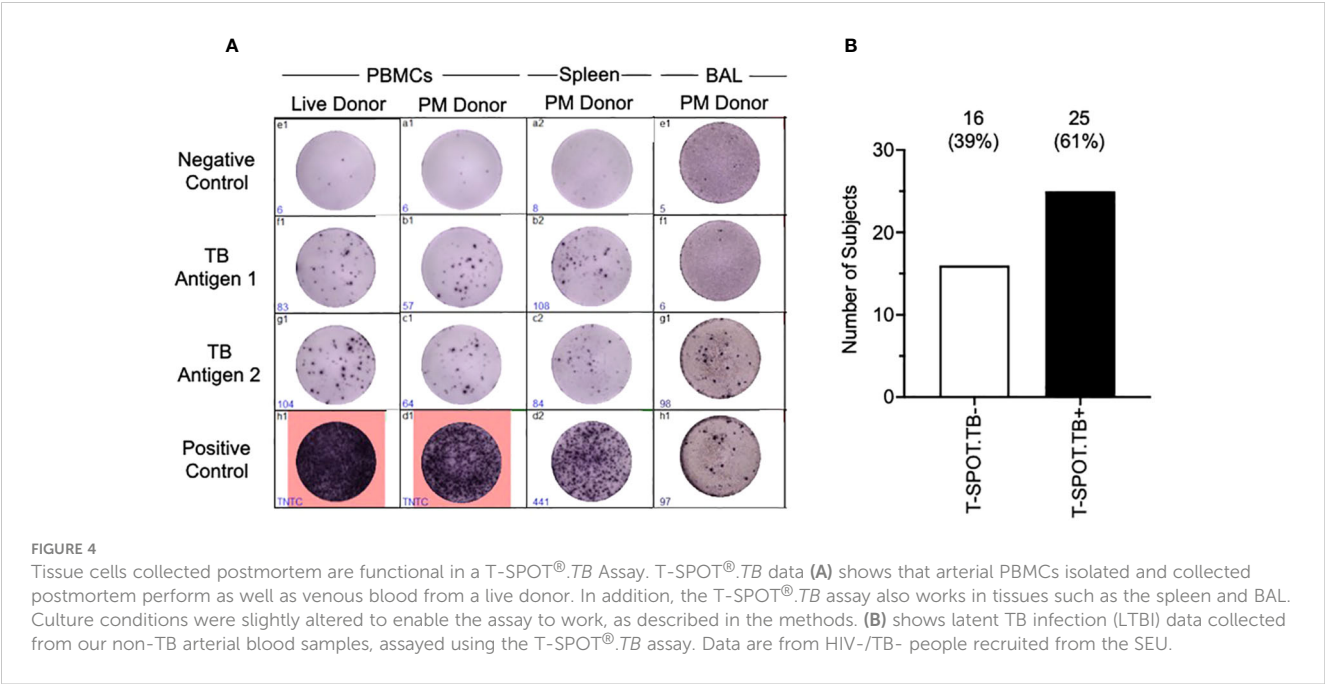 A
B
PBMCs
Spleen
BAL
Live Donor
PM Donor
PM Donor
PM Donor
Negative
Control
e1
6
a1
6
a2
8
e1
5
TB
Antigen 1
f1
83
b1
57
b2
108
f1
6
TB
Antigen 2
g1
104
c1
64
c2
84
g1
98
Positive
Control
h1
TNTC
d1
TNTC
d2
441
h1
97
16
(39%)
25
(61%)
30
20
10
0
Number of Subjects
T-SPOT.TB-
T-SPOT.TB+
FIGURE 4
Tissue cells collected postmortem are functional in a T-SPOT®.TB Assay. T-SPOT®.TB data (A) shows that arterial PBMCs isolated and collected
postmortem perform as well as venous blood from a live donor. In addition, the T-SPOT®.TB assay also works in tissues such as the spleen and BAL.
Culture conditions were slightly altered to enable the assay to work, as described in the methods. (B) shows latent TB infection (LTBI) data collected
from our non-TB arterial blood samples, assayed using the T-SPOT®.TB assay. Data are from HIV-/TB- people recruited from the SEU.